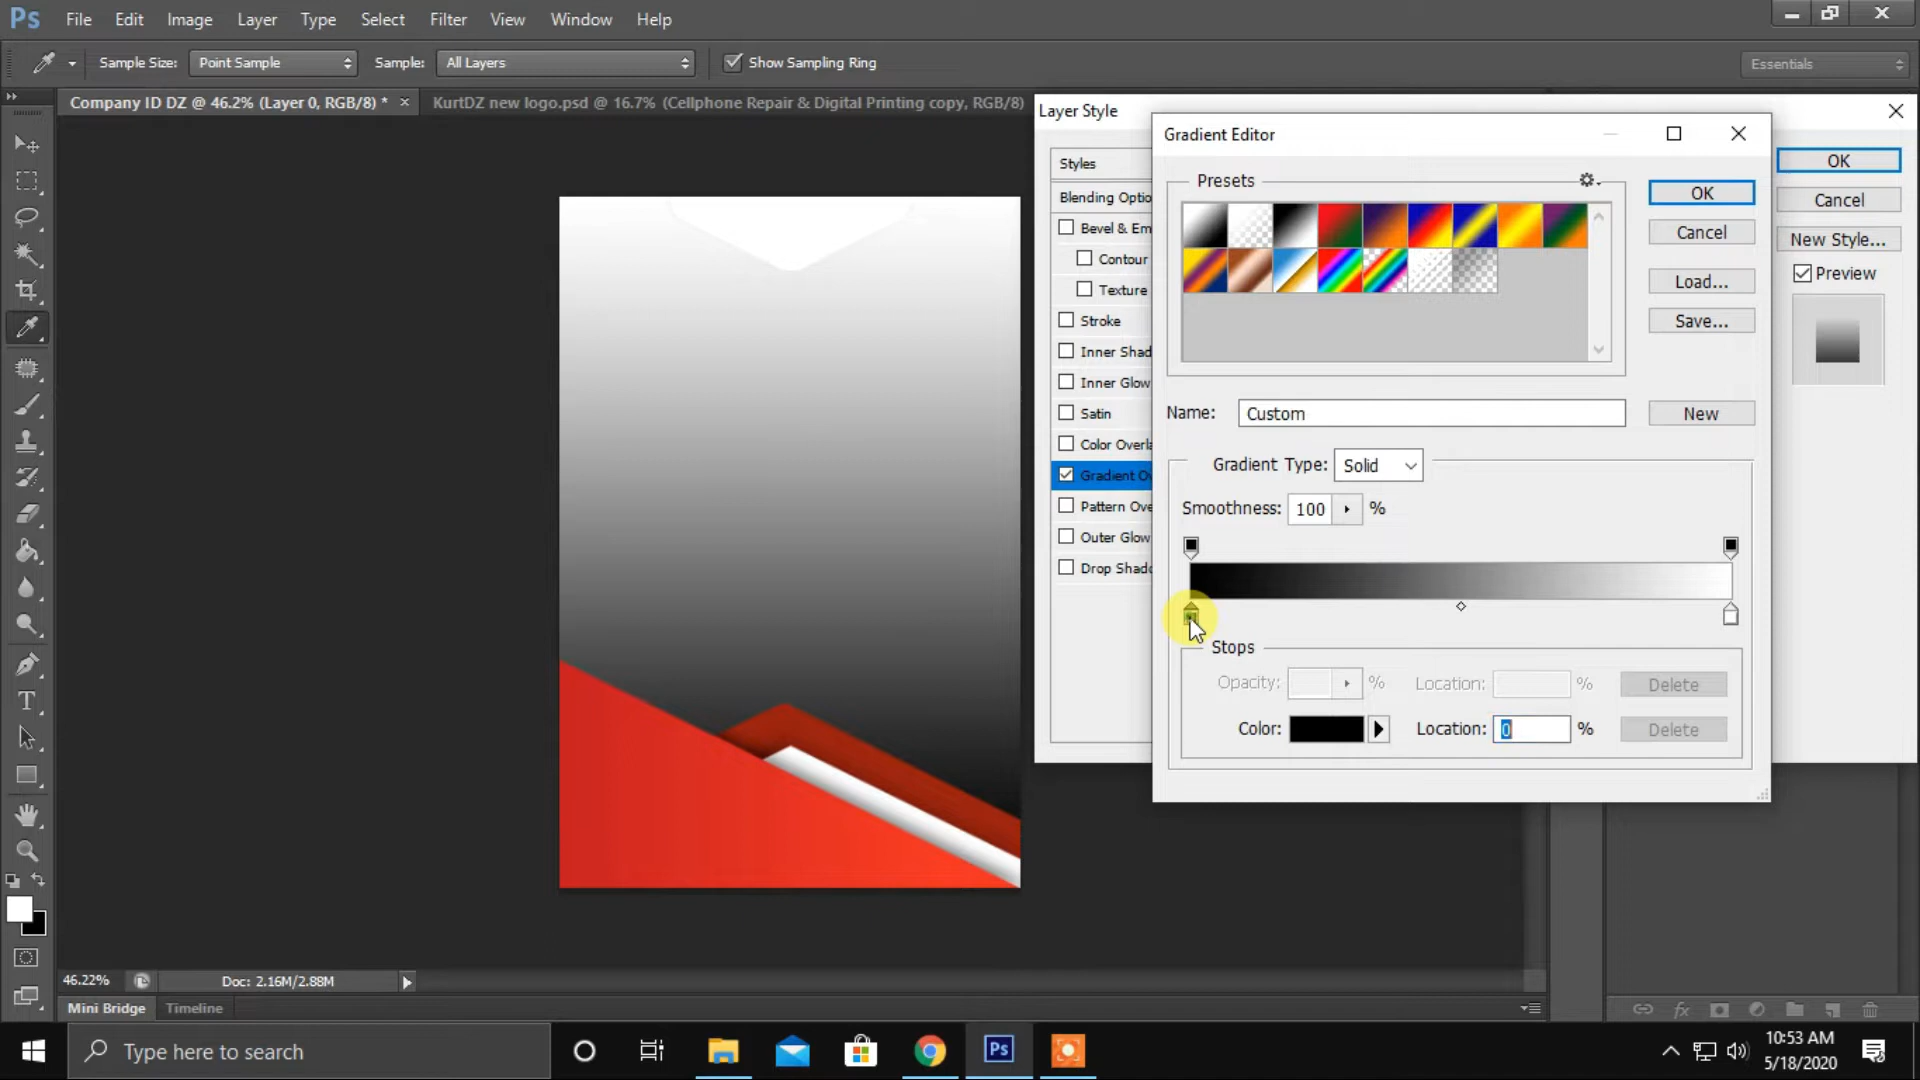 Ps File Edit Image Layer Type Select Filter View Window Help
Sample Size: Point Sample Sample: All Layers Show Sampling Ring Essentials
Company ID DZ @ 46.2% (Layer 0, RGB/8) * × KurtDZ new logo.psd @ 16.7% (Cellphone Repair & Digital Printing copy, RGB/8)
Layer Style
Styles
Blending Optio
Bevel & Em
Contour
Texture
Stroke
Inner Shad
Inner Glow
Satin
Color Overla
Gradient Ov
Pattern Ove
Outer Glow
Drop Shado
Gradient Editor
Presets
OK
Cancel
Load...
Save...
Name: Custom
New
Gradient Type: Solid
Smoothness: 100 %
Stops
Opacity: % Location: % Delete
Color: Location: 0 % Delete
OK
Cancel
New Style...
Preview
46.22% Doc: 2.16M/2.88M
Mini Bridge Timeline
Type here to search
Ps
10:53 AM
5/18/2020